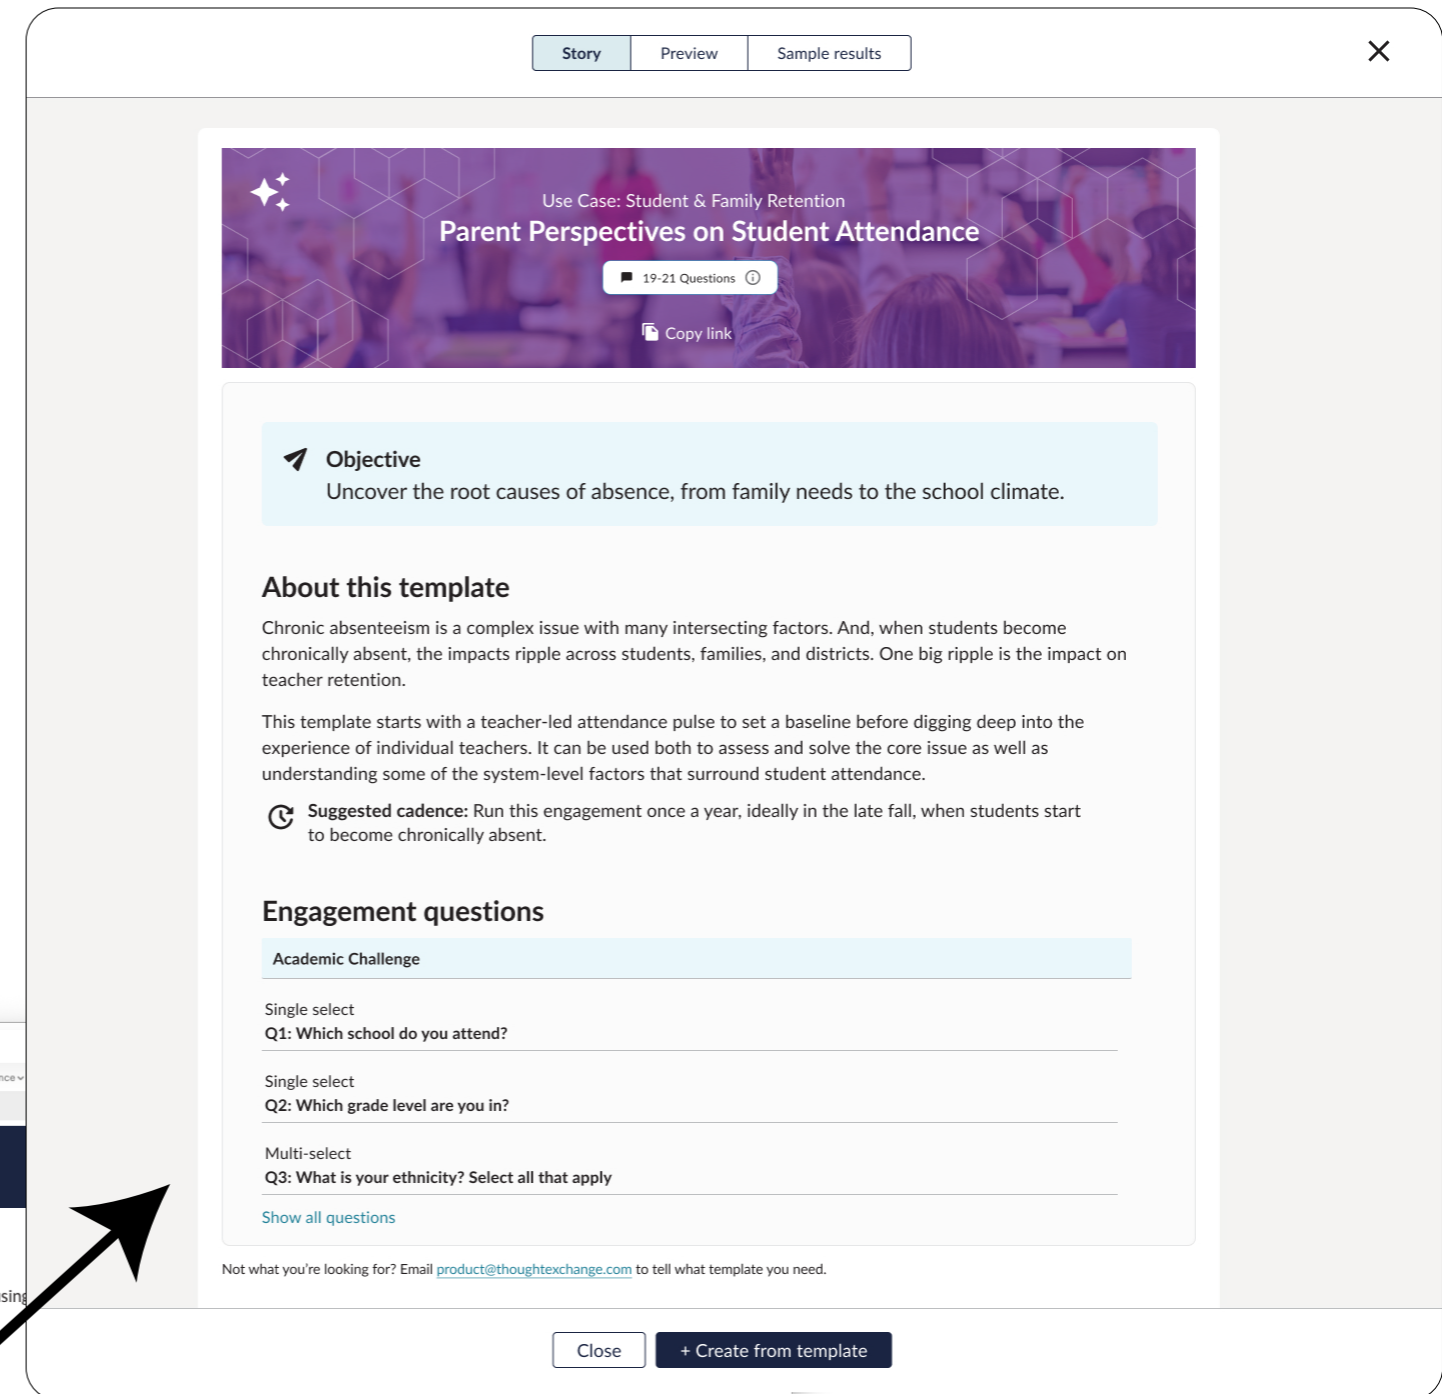 Story
Preview
Sample results
Use Case: Student & Family Retention
Parent Perspectives on Student Attendance
19-21 Questions
Copy link
Objective
Uncover the root causes of absence, from family needs to the school climate.
About this template
Chronic absenteeism is a complex issue with many intersecting factors. And, when students become
chronically absent, the impacts ripple across students, families, and districts. One big ripple is the impact on
teacher retention.
This template starts with a teacher-led attendance pulse to set a baseline before digging deep into the
experience of individual teachers. It can be used both to assess and solve the core issue as well as
understanding some of the system-level factors that surround student attendance.
Suggested cadence: Run this engagement once a year, ideally in the late fall, when students start
to become chronically absent.
Engagement questions
Academic Challenge
Single select
Q1: Which school do you attend?
Single select
Q2: Which grade level are you in?
Multi-select
Q3: What is your ethnicity? Select all that apply
Show all questions
Not what you're looking for? Email product@thoughtexchange.com to tell what template you need.
Close
+ Create from template